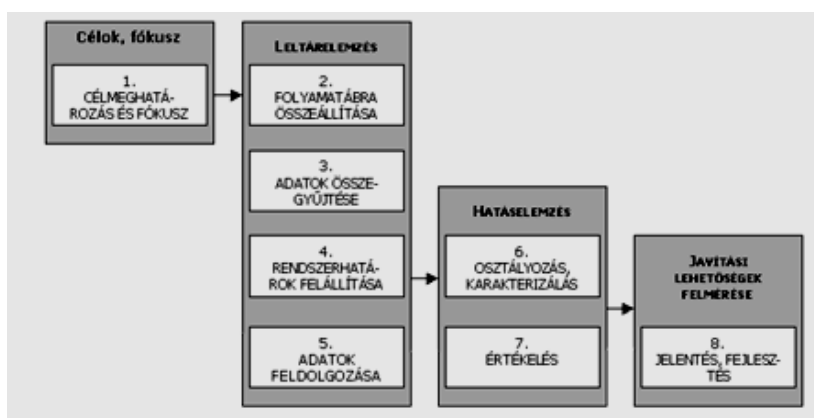 Célok, fókusz
1.
CÉLMEGHATÁ-
ROZÁS ÉS FÓKUSZ
LELTÁRELEMZÉS
2.
FOLYAMATÁBRA
ÖSSZEÁLLÍTÁSA
3.
ADATOK ÖSSZE-
GYŰJTÉSE
4.
RENDSZERHATÁ-
ROK FELÁLLÍTÁSA
5.
ADATOK
FELDOLGOZÁSA
HATÁSELEMZÉS
6.
OSZTÁLYOZÁS,
KARAKTERIZÁLÁS
7.
ÉRTÉKELÉS
JAVÍTÁSI
LEHETŐSÉGEK
FELMÉRÉSE
8.
JELENTÉS, FEJLESZ-
TÉS